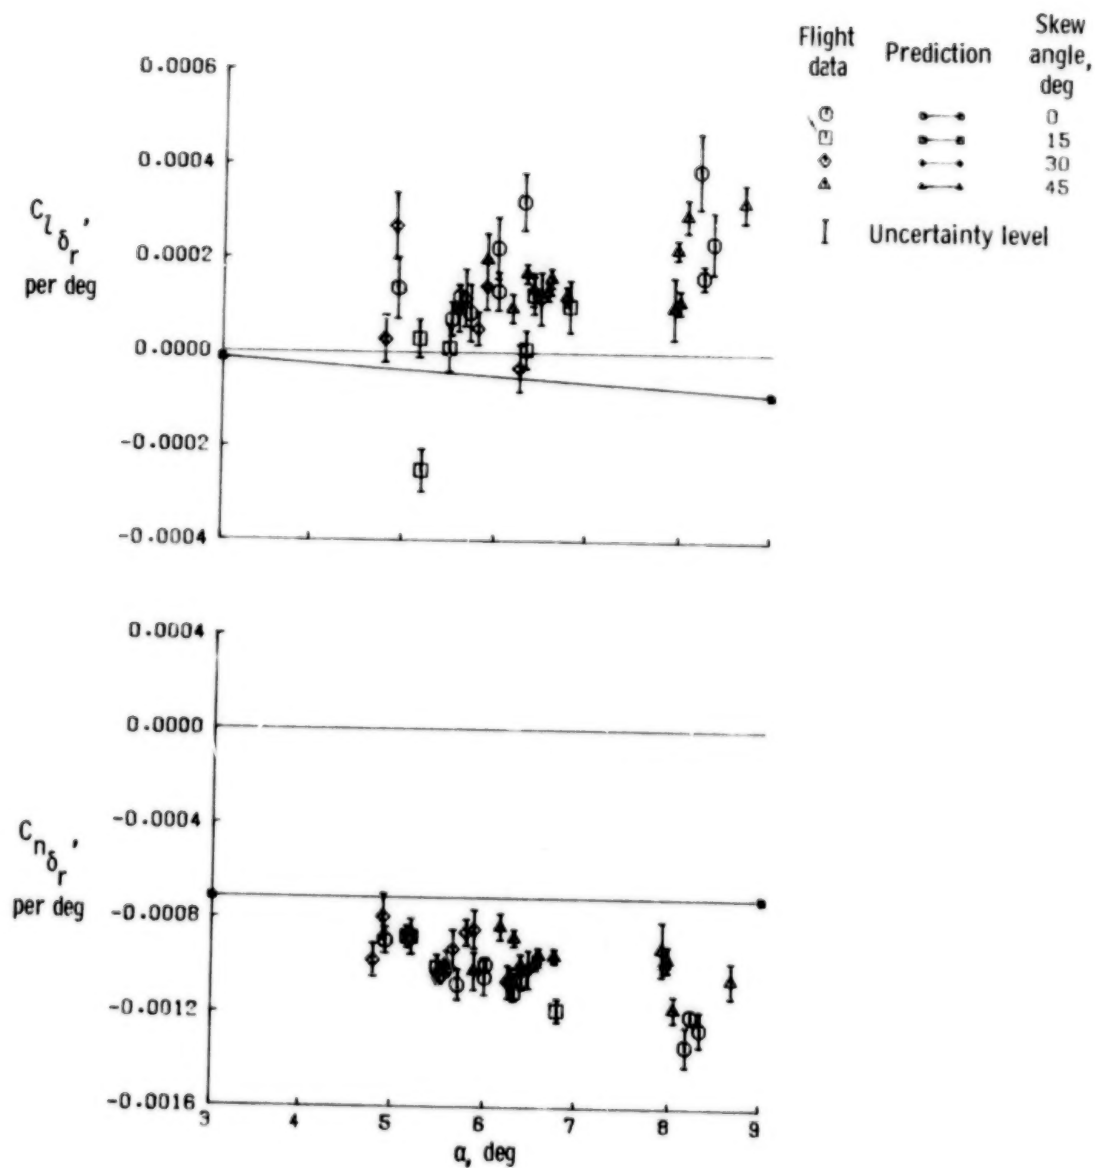 Flight data
Prediction
Skew angle, deg
0
15
30
45
Uncertainty level
0.0006
0.0004
0.0002
0.0000
-0.0002
-0.0004
C l δ r ,
per deg
0.0004
0.0000
-0.0004
-0.0008
-0.0012
-0.0016
C n δ r ,
per deg
3 4 5 6 7 8 9
α, deg